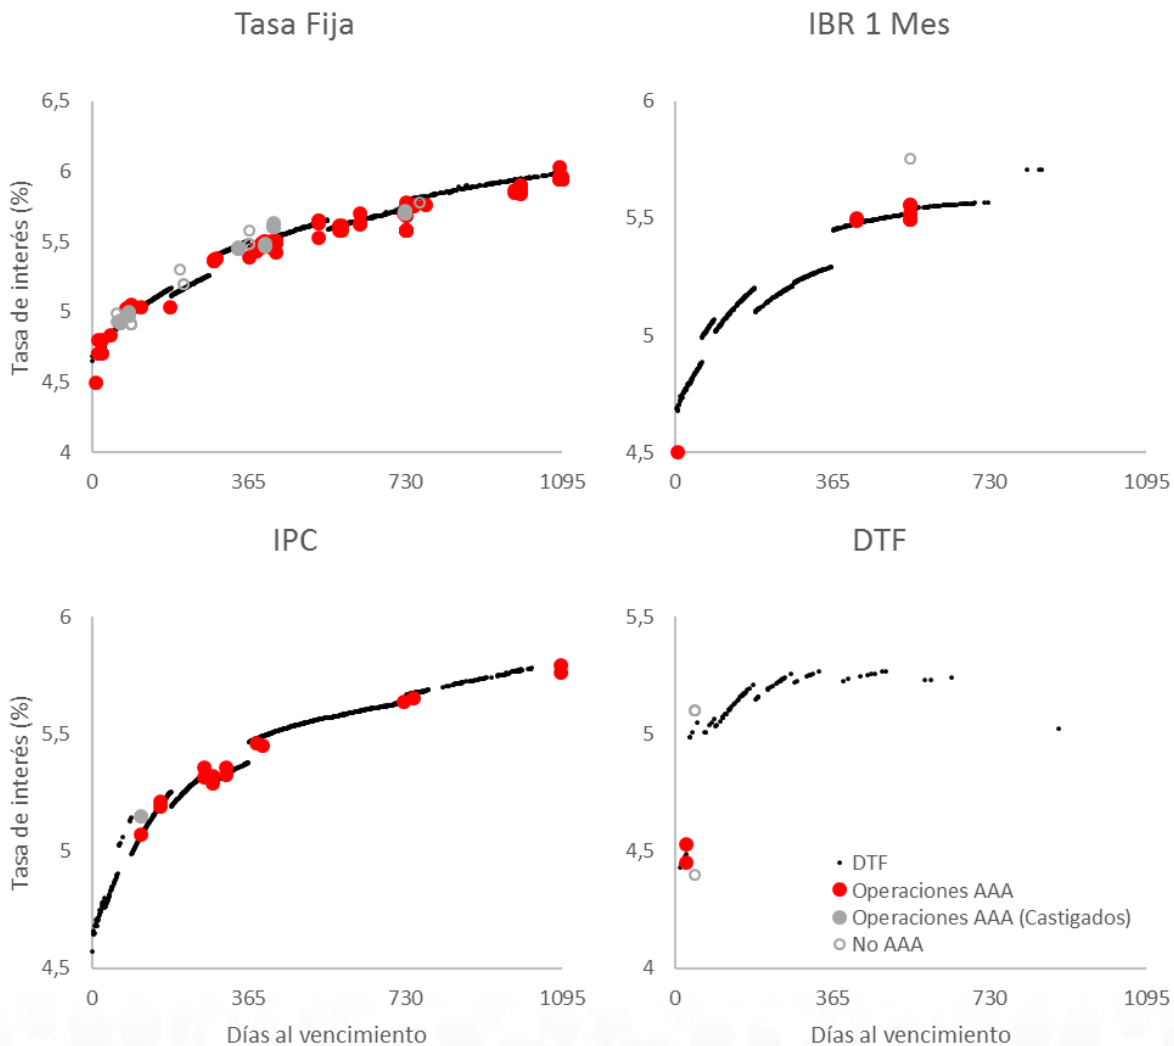 Tasa Fija
Tasa de interés (%)
6,5
6
5,5
5
4,5
4
0
365
730
1095
IBR 1 Mes
6
5,5
5
4,5
0
365
730
1095
IPC
Tasa de interés (%)
6
5,5
5
4,5
0
365
730
1095
Días al vencimiento
DTF
5,5
5
4,5
4
DTF
Operaciones AAA
Operaciones AAA (Castigados)
No AAA
0
365
730
1095
Días al vencimiento